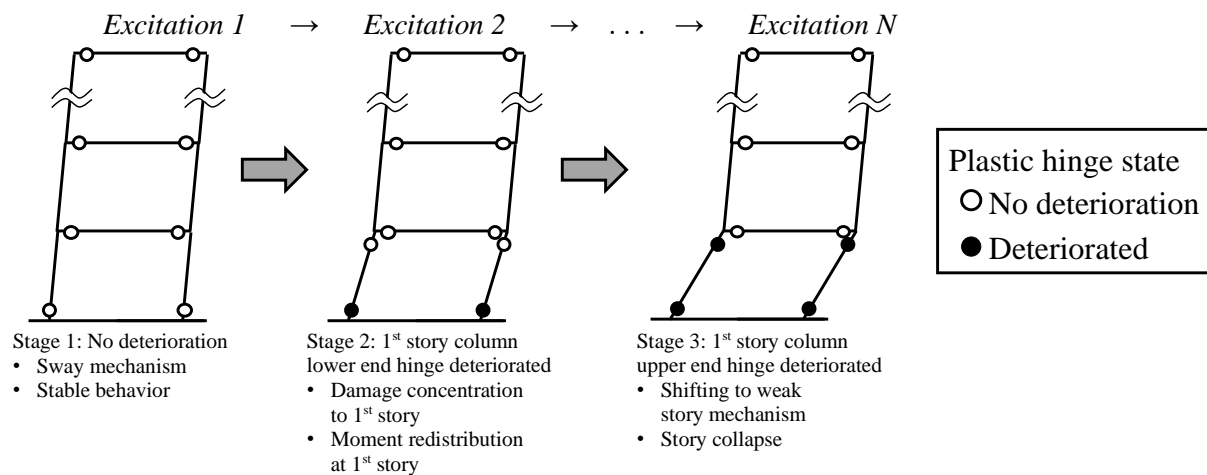 Excitation 1 → Excitation 2 → . . . → Excitation N
Plastic hinge state
No deterioration
Deteriorated
Stage 1: No deterioration
• Sway mechanism
• Stable behavior
Stage 2: 1st story column
lower end hinge deteriorated
• Damage concentration
to 1st story
• Moment redistribution
at 1st story
Stage 3: 1st story column
upper end hinge deteriorated
• Shifting to weak
story mechanism
• Story collapse